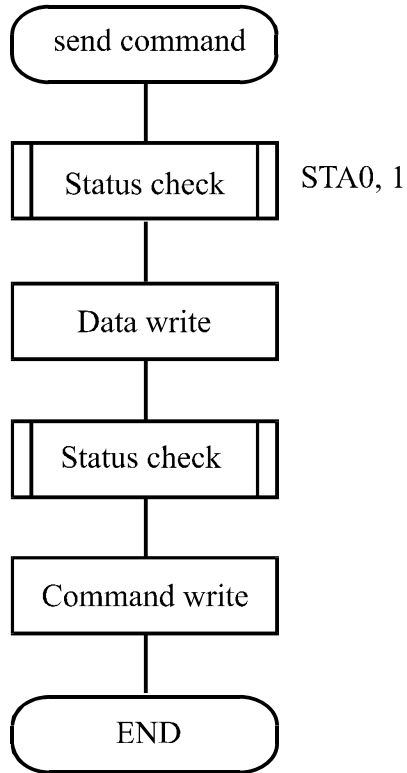 send command
Status check
STA0, 1
Data write
Status check
Command write
END